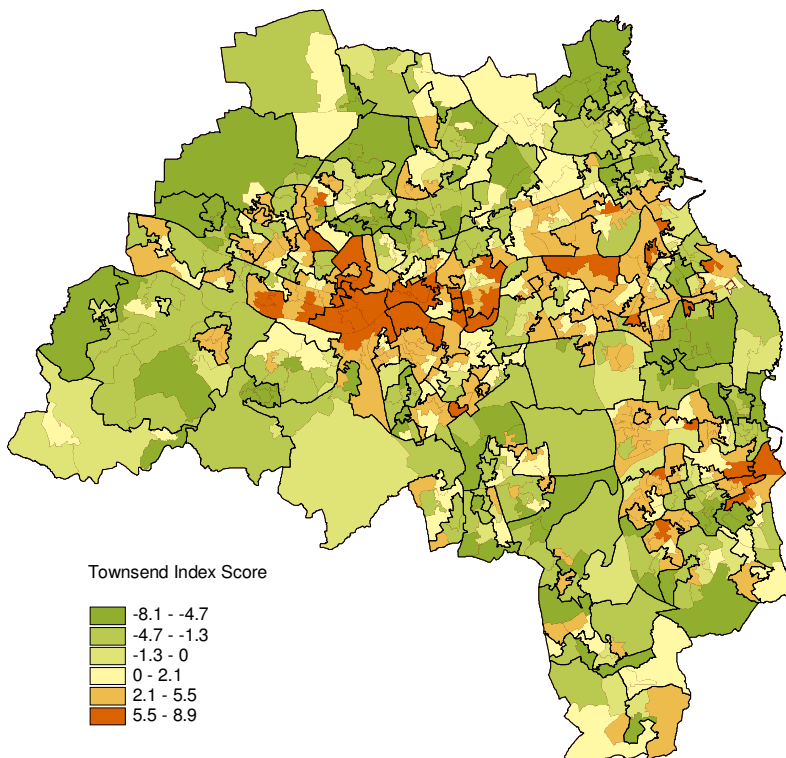 Townsend Index Score
-8.1 - -4.7
-4.7 - -1.3
-1.3 - 0
0 - 2.1
2.1 - 5.5
5.5 - 8.9